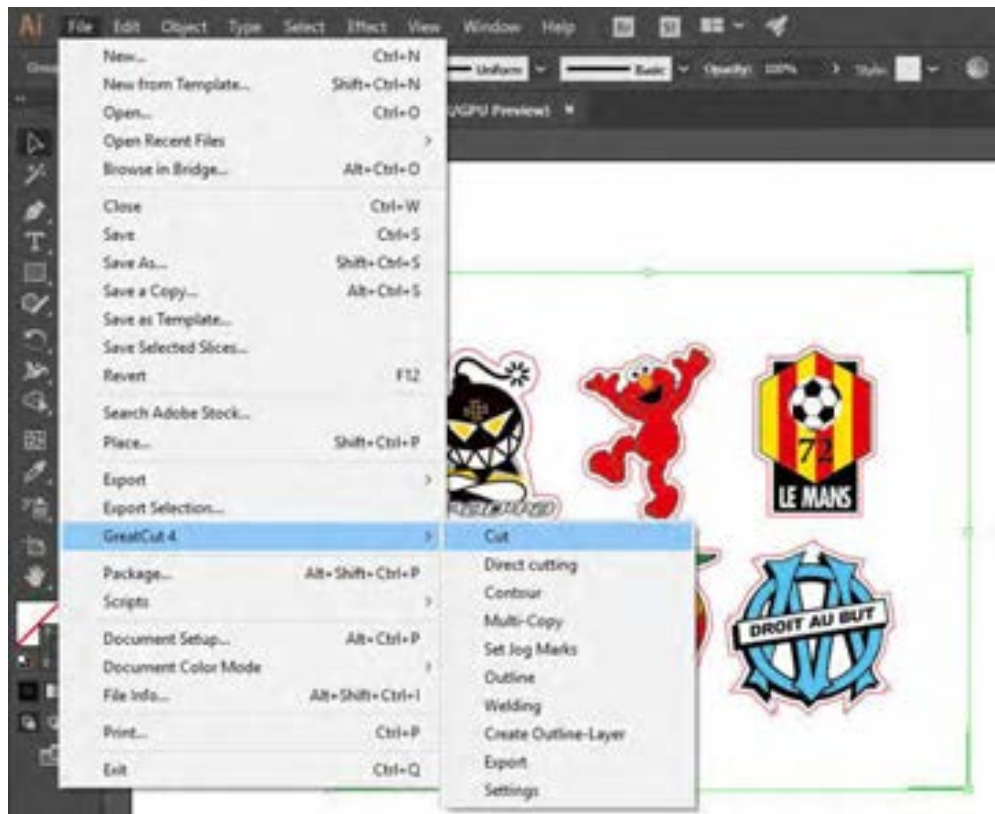 Ai File Edit Object Type Select Effect View Window Help Br St
Uniform Basic Opacity: 100% Style:
(GPU Preview)
New... Ctrl+N
New from Template... Shift+Ctrl+N
Open... Ctrl+O
Open Recent Files
Browse in Bridge... Alt+Ctrl+O
Close Ctrl+W
Save Ctrl+S
Save As... Shift+Ctrl+S
Save a Copy... Alt+Ctrl+S
Save as Template...
Save Selected Slices...
Revert F12
Search Adobe Stock...
Place... Shift+Ctrl+P
Export
Export Selection...
GreatCut 4
Package... Alt+Shift+Ctrl+P
Scripts
Document Setup... Alt+Ctrl+P
Document Color Mode
File Info... Alt+Shift+Ctrl+I
Print... Ctrl+P
Exit Ctrl+Q
Cut
Direct cutting
Contour
Multi-Copy
Set Jog Marks
Outline
Welding
Create Outline-Layer
Export
Settings
72
LE MANS
DROIT AU BUT